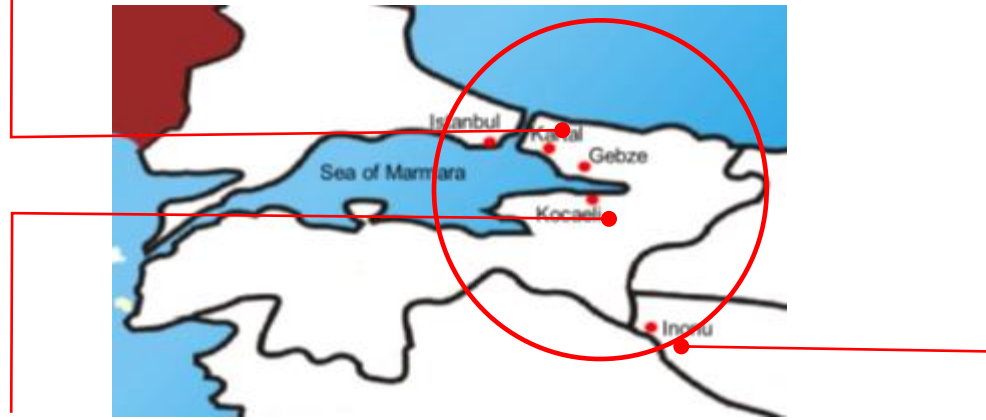 Istanbul
Kartal
Gebze
Sea of Marmara
Kocaeli
Inonu